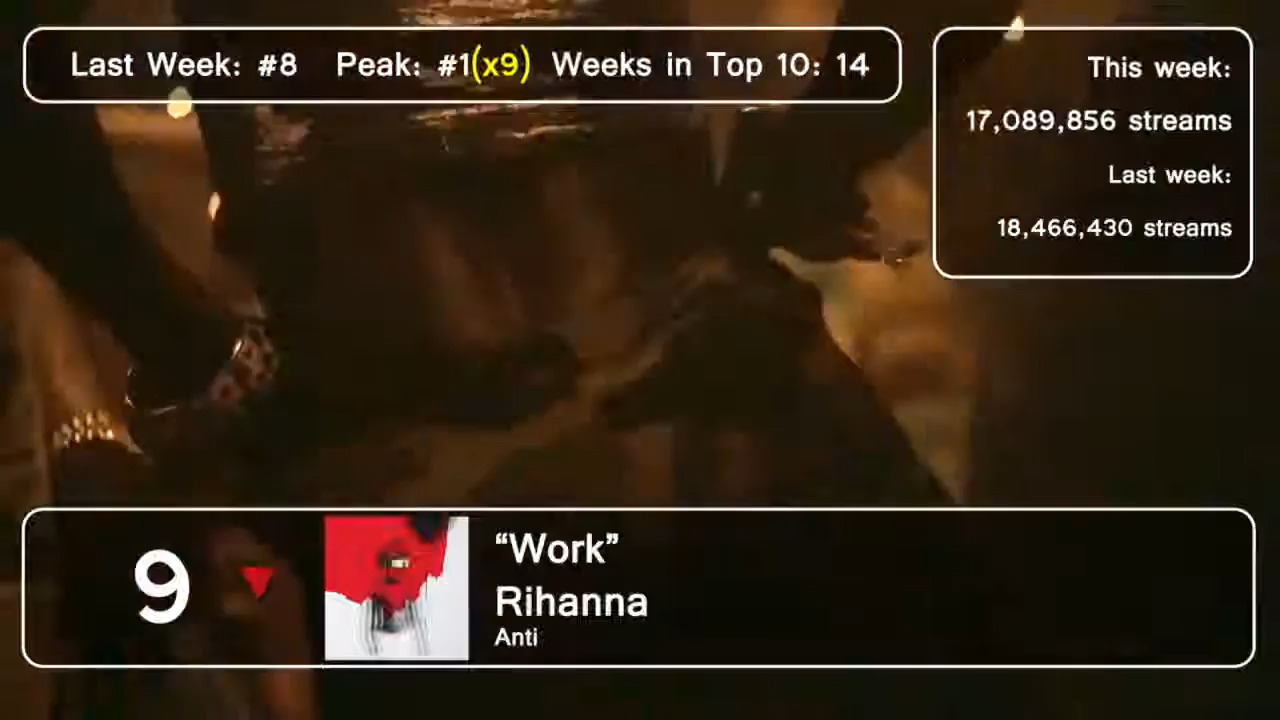 Last Week: #8 Peak: #1(x9) Weeks in Top 10: 14
This week:
17,089,856 streams
Last week:
18,466,430 streams
9
“Work”
Rihanna
Anti